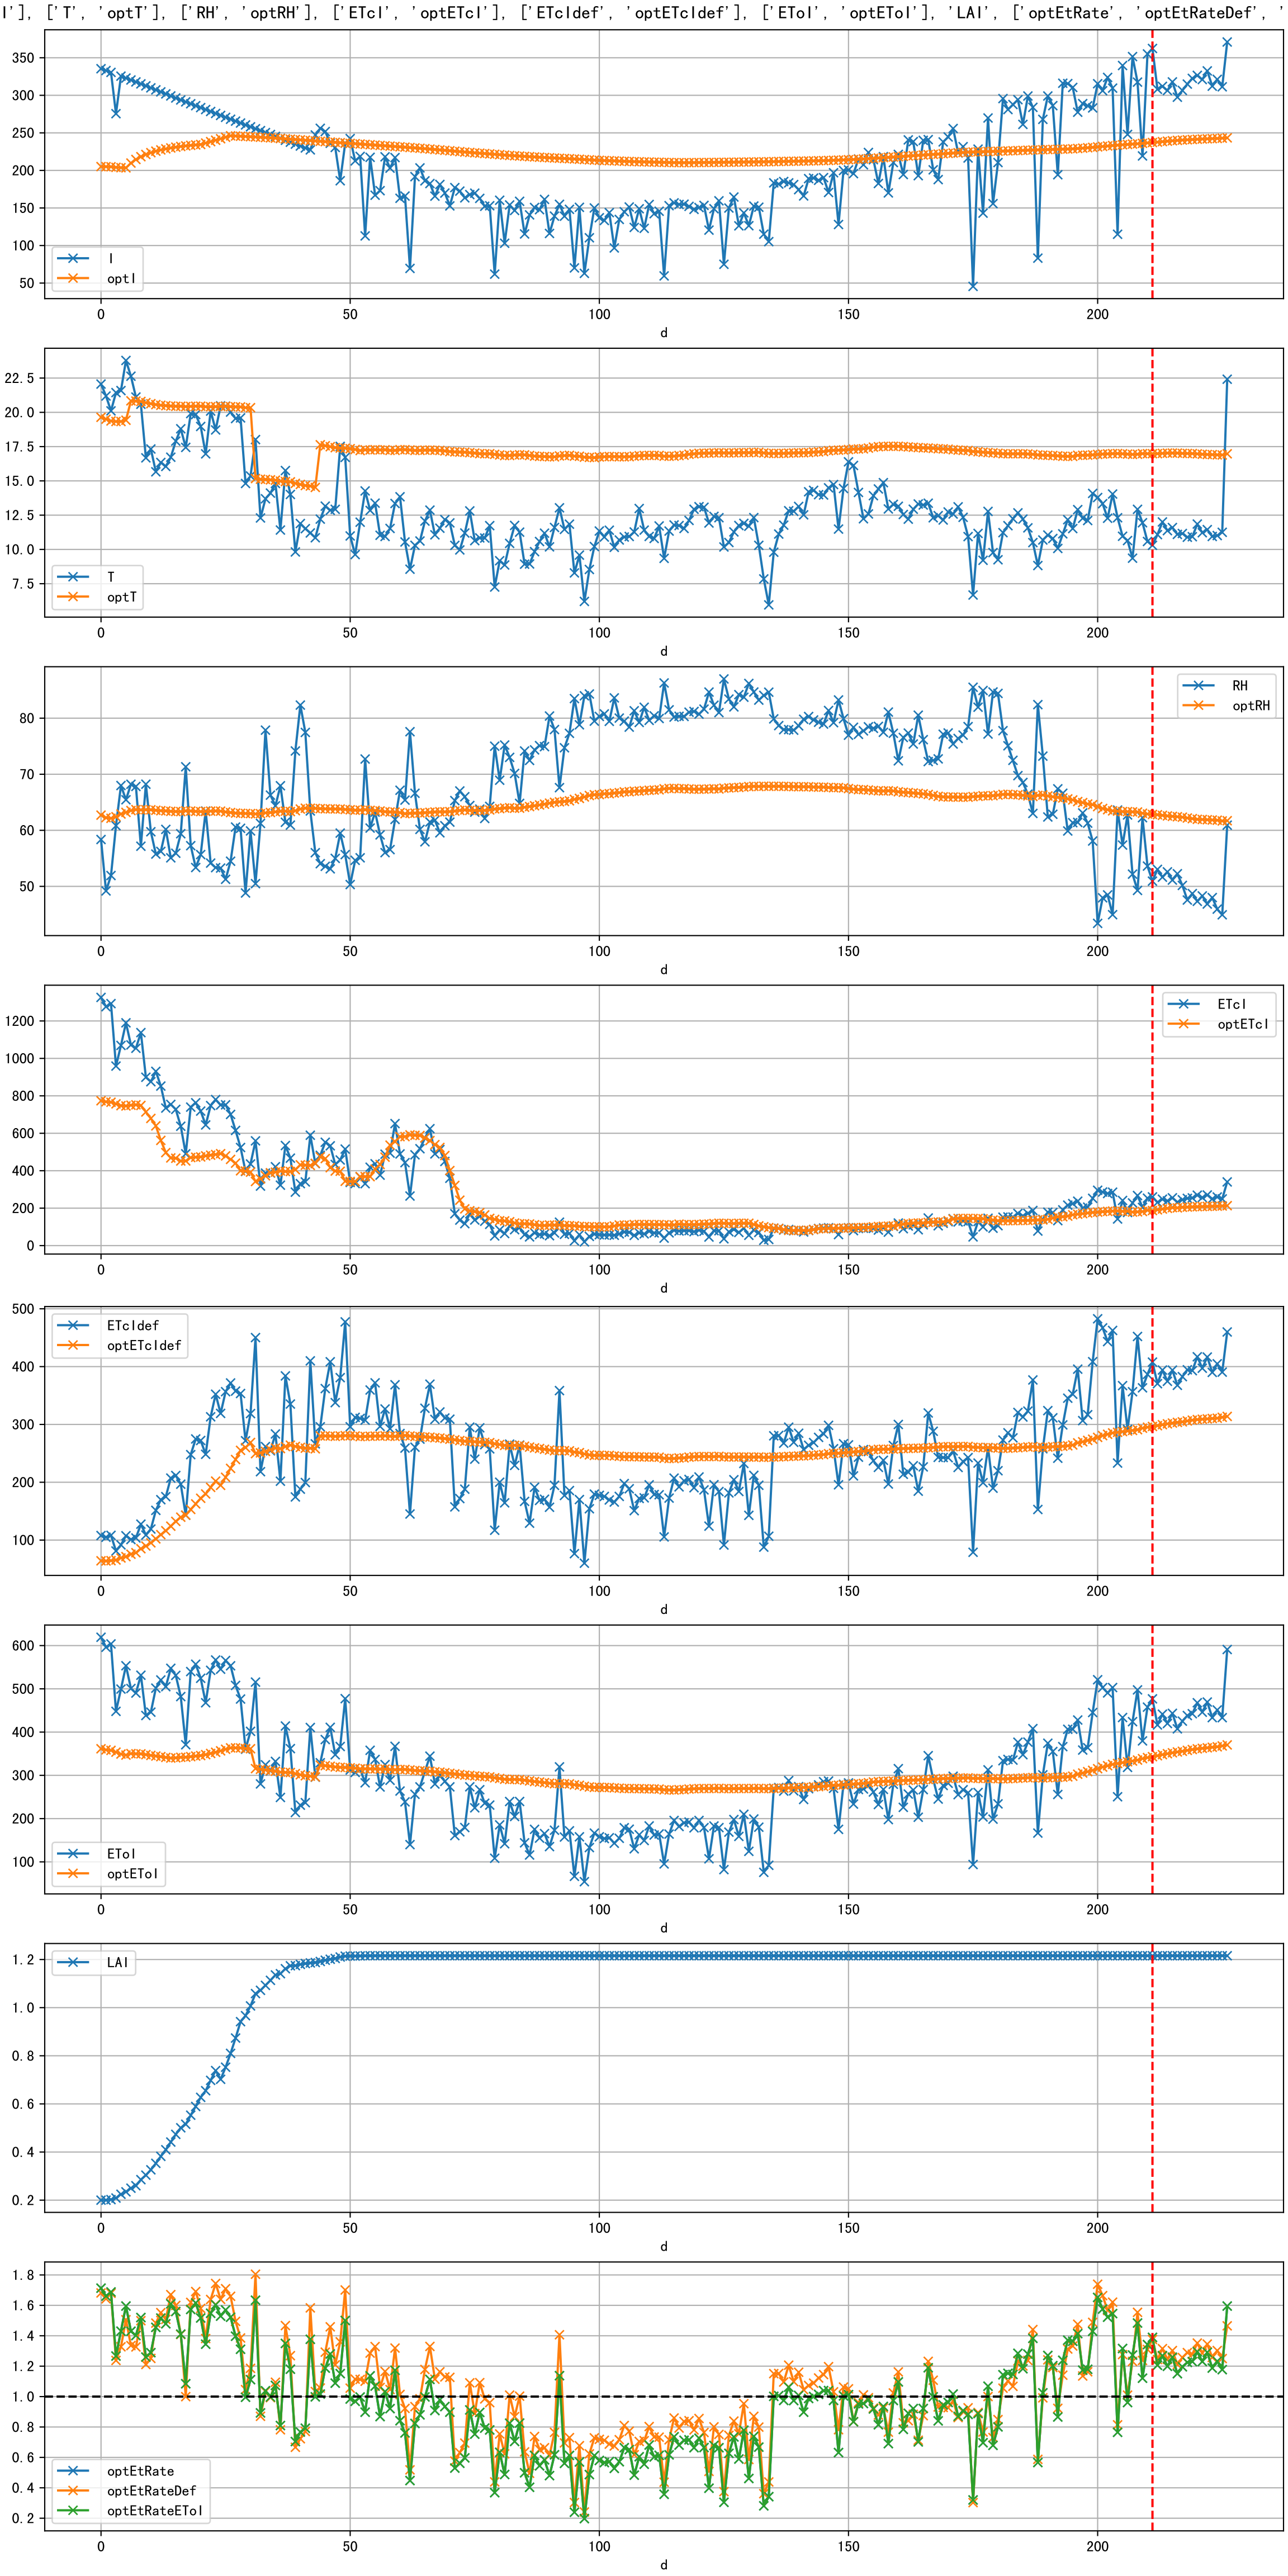 I'], ['T', 'optT'], ['RH', 'optRH'], ['ETcI', 'optETcI'], ['ETcIdef', 'optETcIdef'], ['EToI', 'optEToI'], 'LAI', ['optEtRate', 'optEtRateDef', '
350
300
250
200
150
100
50
I
optI
0 50 100 150 200
d
22.5
20.0
17.5
15.0
12.5
10.0
7.5
T
optT
0 50 100 150 200
d
80
70
60
50
RH
optRH
0 50 100 150 200
d
1200
1000
800
600
400
200
0
ETcI
optETcI
0 50 100 150 200
d
500
400
300
200
100
ETcIdef
optETcIdef
0 50 100 150 200
d
600
500
400
300
200
100
EToI
optEToI
0 50 100 150 200
d
1.2
1.0
0.8
0.6
0.4
0.2
LAI
0 50 100 150 200
d
1.8
1.6
1.4
1.2
1.0
0.8
0.6
0.4
0.2
optEtRate
optEtRateDef
optEtRateEToI
0 50 100 150 200
d